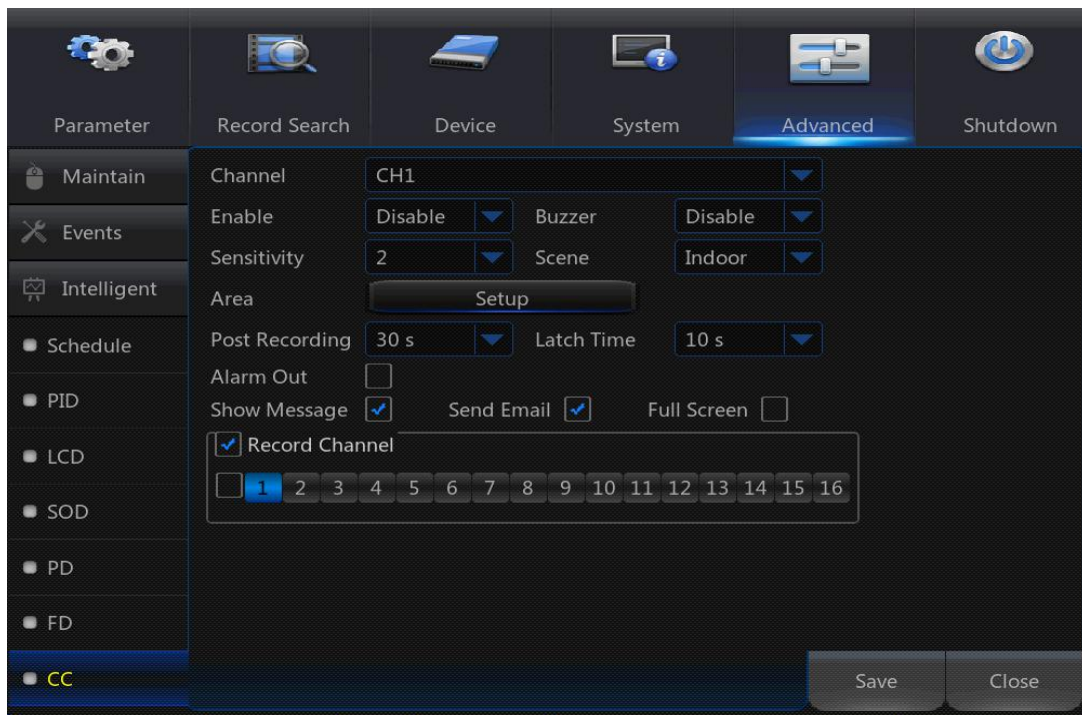 Parameter Record Search Device System Advanced Shutdown
Maintain
Events
Intelligent
Schedule
PID
LCD
SOD
PD
FD
CC
Channel CH1
Enable Disable Buzzer Disable
Sensitivity 2 Scene Indoor
Area Setup
Post Recording 30 s Latch Time 10 s
Alarm Out
Show Message Send Email Full Screen
Record Channel
1 2 3 4 5 6 7 8 9 10 11 12 13 14 15 16
Save Close